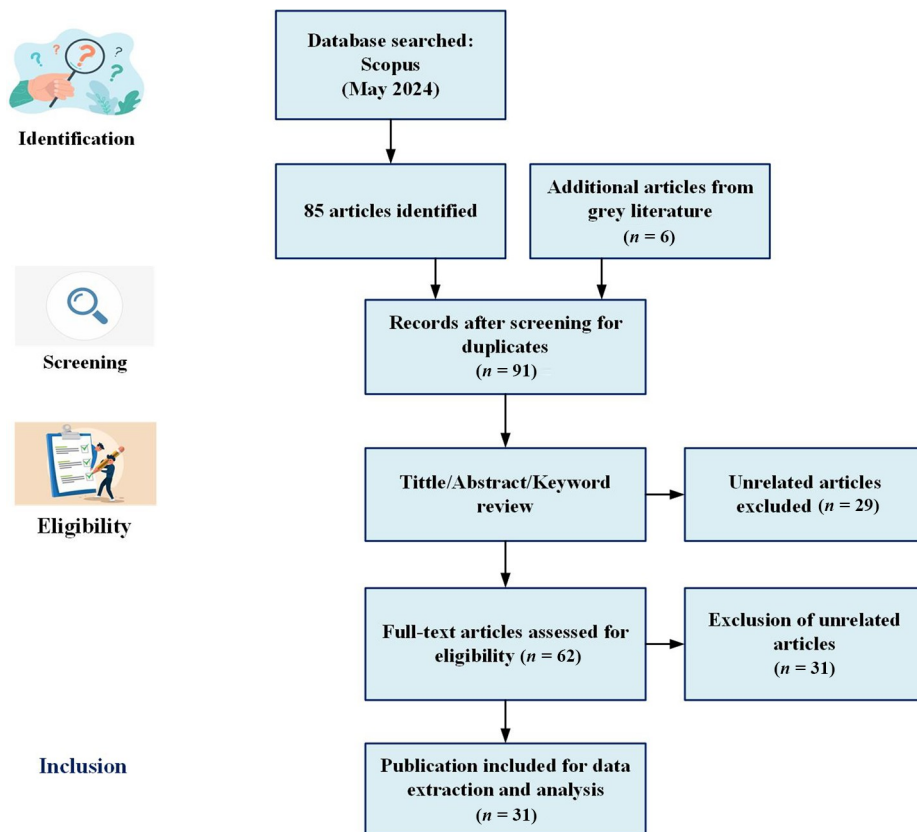 Database searched:
Scopus
(May 2024)
Identification
85 articles identified
Additional articles from
grey literature
(n = 6)
Records after screening for
duplicates
(n = 91)
Screening
Tittle/Abstract/Keyword
review
Unrelated articles
excluded (n = 29)
Eligibility
Full-text articles assessed for
eligibility (n = 62)
Exclusion of unrelated
articles
(n = 31)
Inclusion
Publication included for data
extraction and analysis
(n = 31)